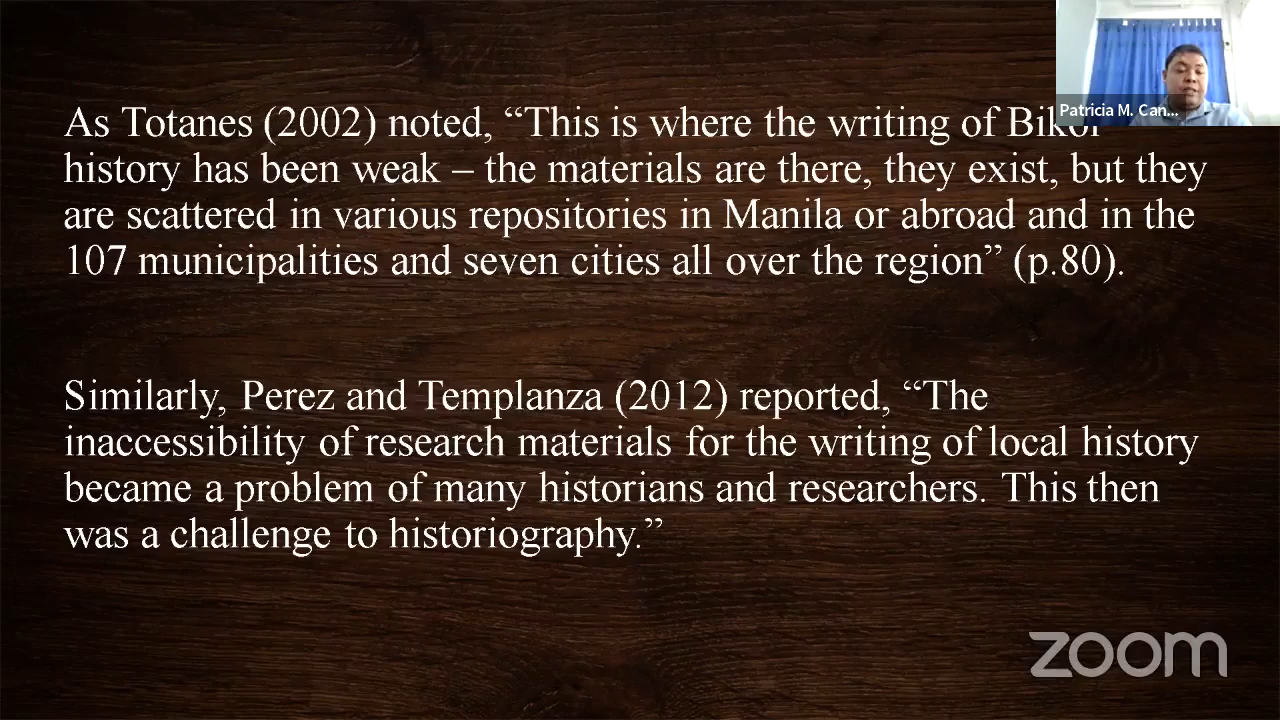 As Totanes (2002) noted, “This is where the writing of Bikol
history has been weak – the materials are there, they exist, but they
are scattered in various repositories in Manila or abroad and in the
107 municipalities and seven cities all over the region” (p.80).
Similarly, Perez and Templanza (2012) reported, “The
inaccessibility of research materials for the writing of local history
became a problem of many historians and researchers. This then
was a challenge to historiography.”
Patricia M. Can...
zoom